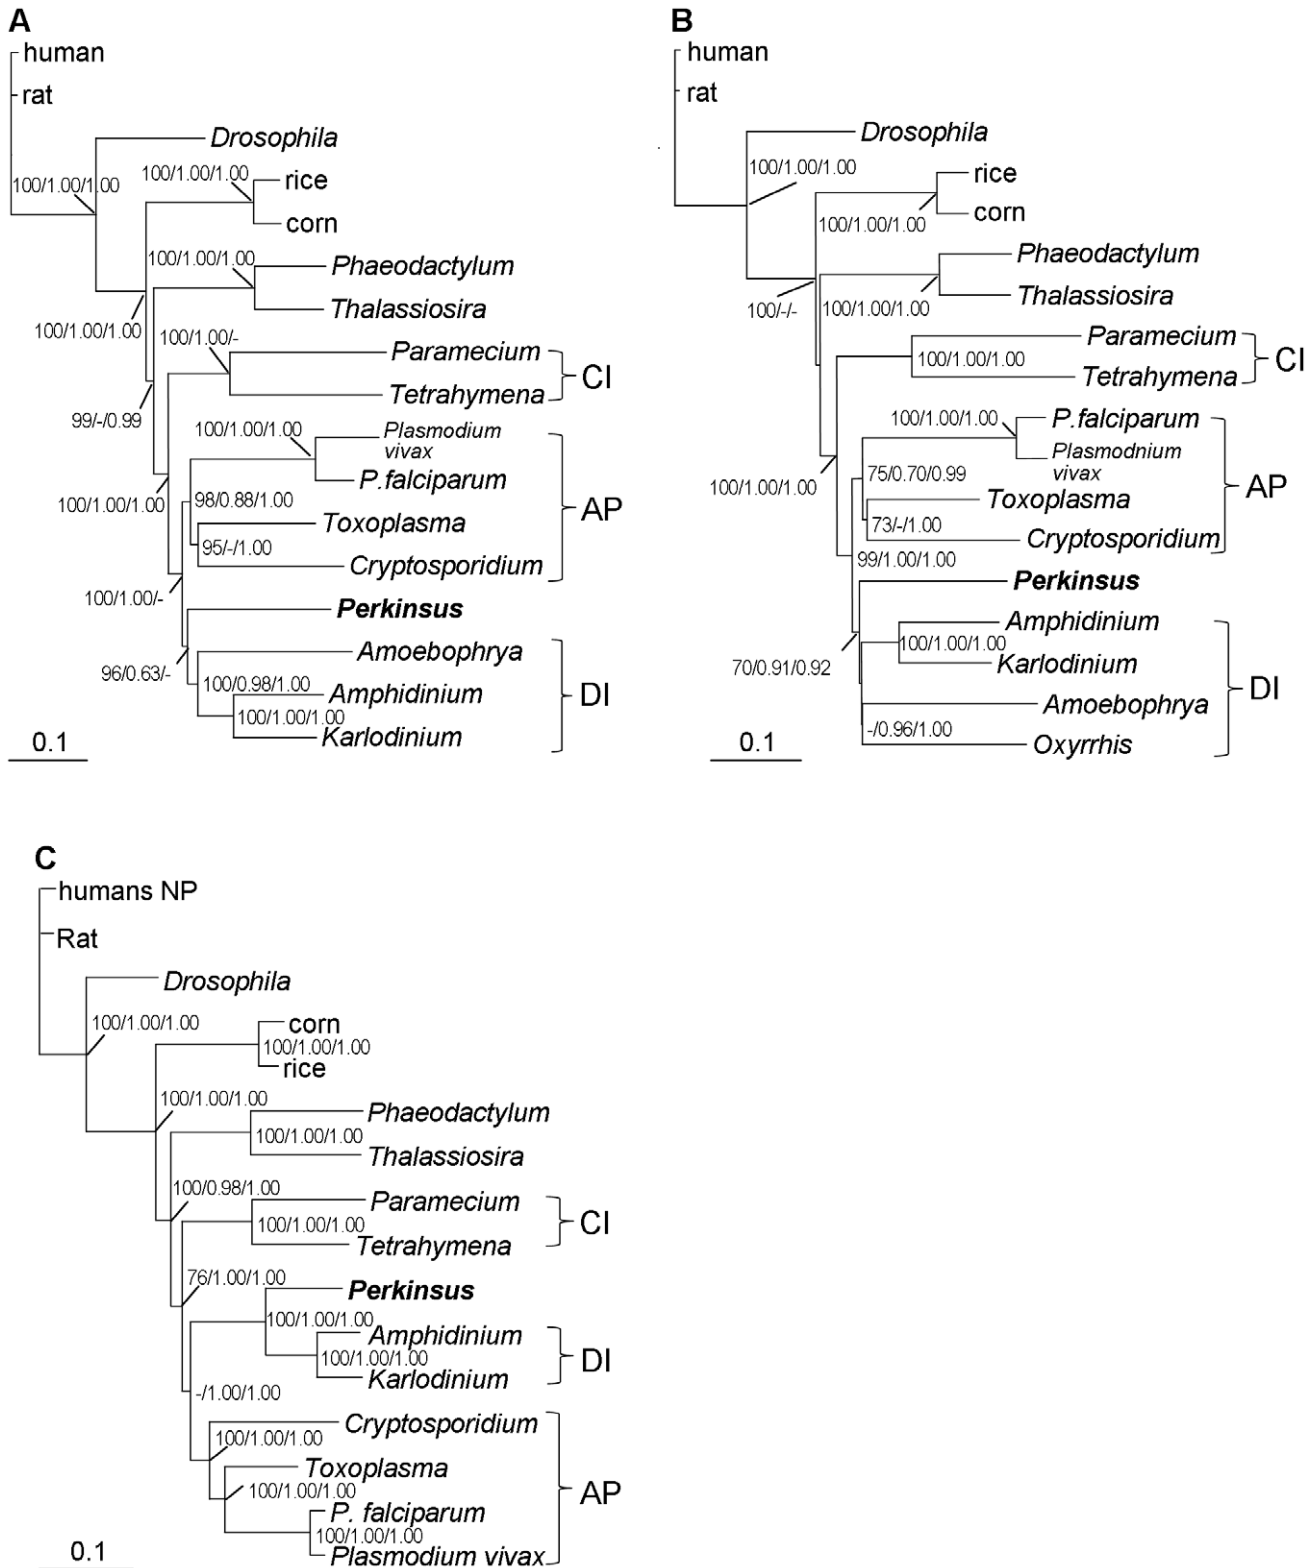 A
human
rat
Drosophila
100/1.00/1.00
100/1.00/1.00
rice
corn
100/1.00/1.00
Phaeodactylum
Thalassiosira
100/1.00/1.00
100/1.00/-
Paramecium
Tetrahymena
CI
99/-/0.99
100/1.00/1.00
Plasmodium
vivax
P.falciparum
100/1.00/1.00
98/0.88/1.00
Toxoplasma
AP
95/-/1.00
Cryptosporidium
100/1.00/-
Perkinsus
96/0.63/-
Amoebophrya
100/0.98/1.00
Amphidinium
DI
100/1.00/1.00
Karlodinium
0.1
B
human
rat
Drosophila
100/1.00/1.00
rice
corn
100/1.00/1.00
Phaeodactylum
Thalassiosira
100/-/-
100/1.00/1.00
Paramecium
100/1.00/1.00
Tetrahymena
CI
100/1.00/1.00
P.falciparum
Plasmodnium
vivax
75/0.70/0.99
100/1.00/1.00
Toxoplasma
AP
73/-/1.00
Cryptosporidium
99/1.00/1.00
Perkinsus
Amphidinium
100/1.00/1.00
Karlodinium
70/0.91/0.92
DI
Amoebophrya
-/0.96/1.00
Oxyrrhis
0.1
C
humans NP
Rat
Drosophila
100/1.00/1.00
corn
100/1.00/1.00
rice
100/1.00/1.00
Phaeodactylum
100/1.00/1.00
Thalassiosira
100/0.98/1.00
Paramecium
100/1.00/1.00
CI
Tetrahymena
76/1.00/1.00
Perkinsus
100/1.00/1.00
Amphidinium
100/1.00/1.00
DI
Karlodinium
-/1.00/1.00
Cryptosporidium
100/1.00/1.00
Toxoplasma
100/1.00/1.00
AP
P. falciparum
100/1.00/1.00
Plasmodium vivax
0.1